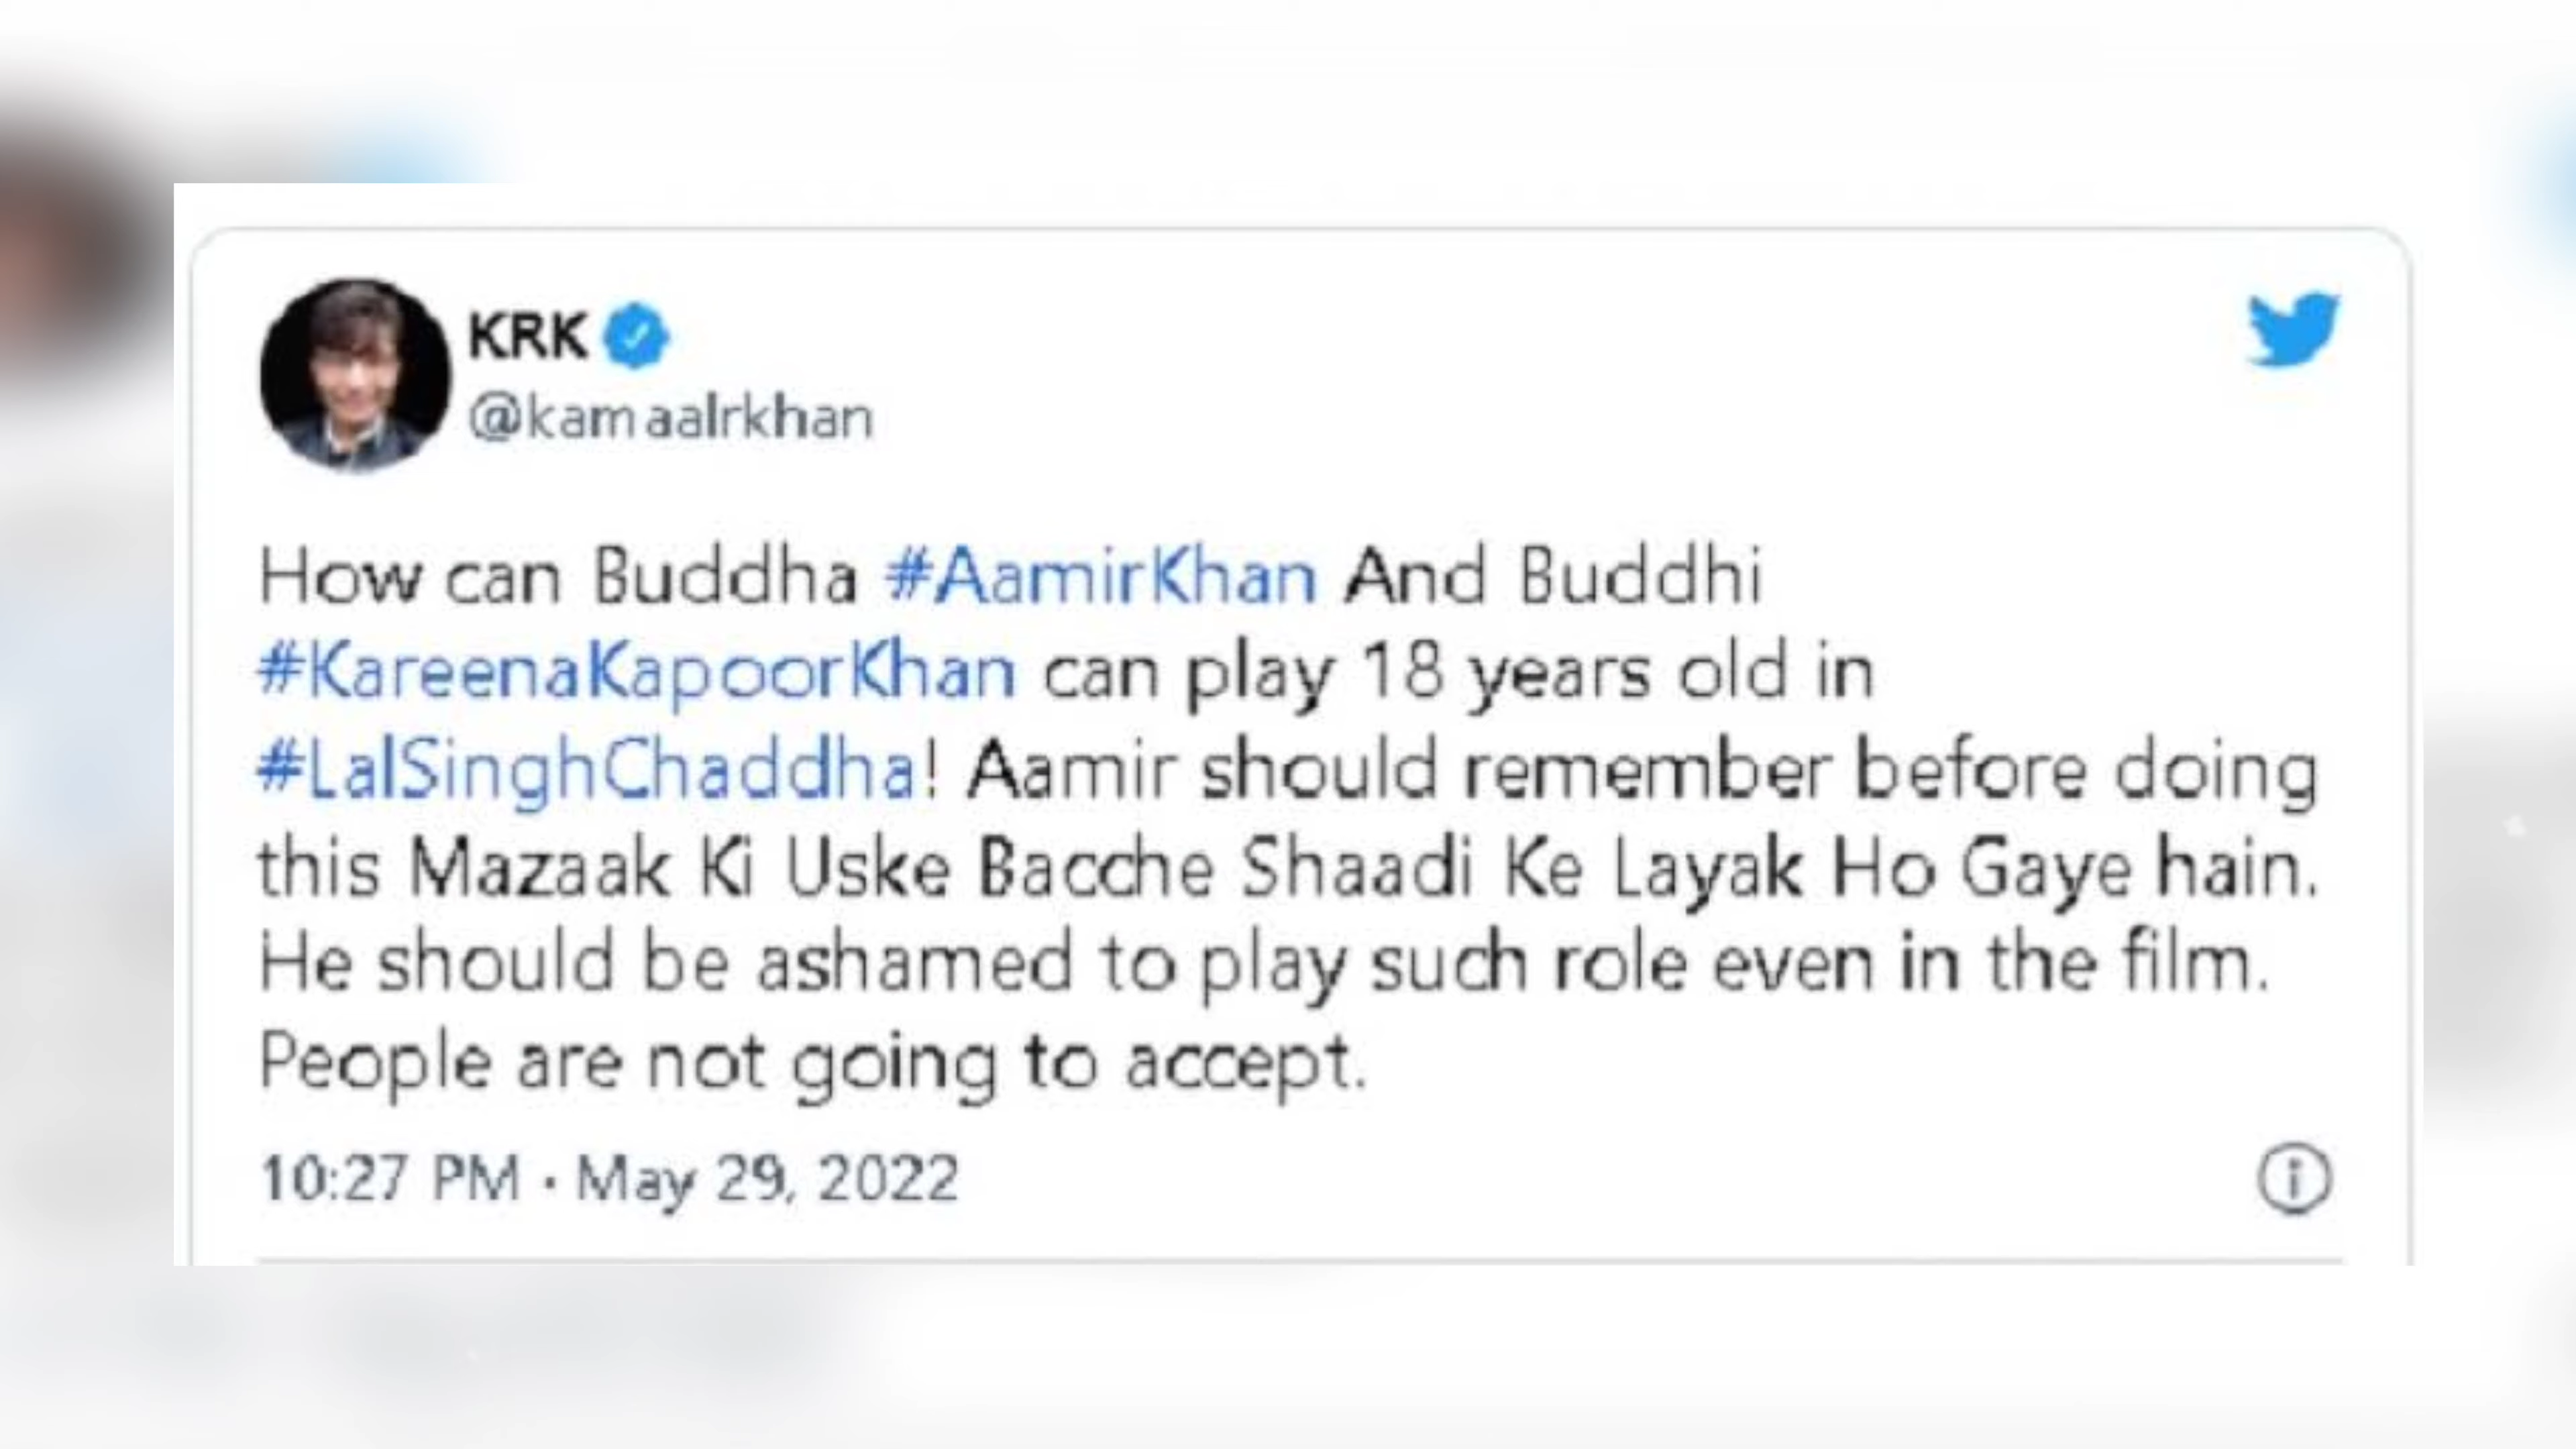 KRK
@kamaalrkhan
How can Buddha #AamirKhan And Buddhi
#KareenaKapoorKhan can play 18 years old in
#LalSinghChaddha! Aamir should remember before doing
this Mazaak Ki Uske Bacche Shaadi Ke Layak Ho Gaye hain.
He should be ashamed to play such role even in the film.
People are not going to accept.
10:27 PM · May 29, 2022